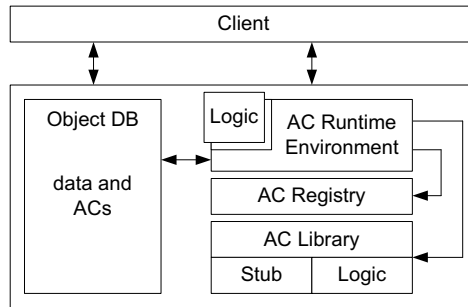 Client
Object DB
data and
ACs
Logic
AC Runtime
Environment
AC Registry
AC Library
Stub
Logic